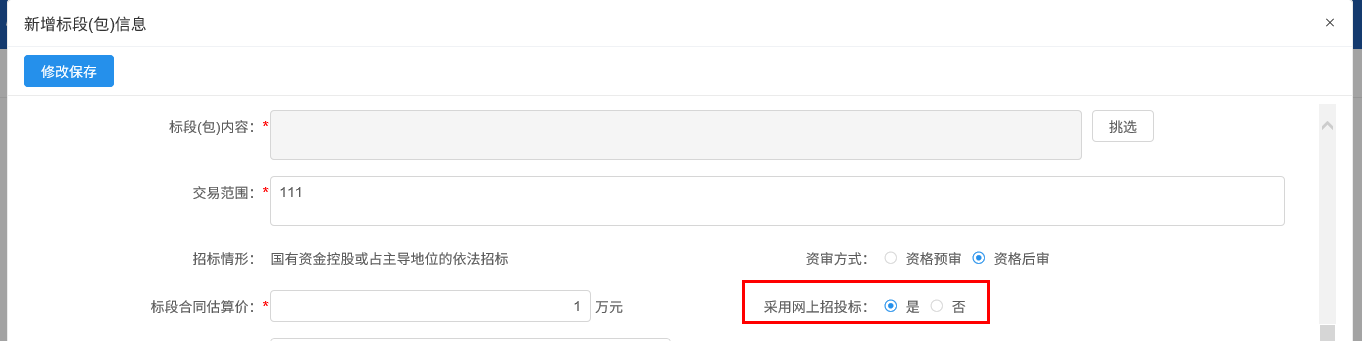 新增标段(包)信息 ×
修改保存
标段(包)内容：* 挑选
交易范围：* 111
招标情形： 国有资金控股或占主导地位的依法招标 资审方式： 资格预审 资格后审
标段合同估算价：* 1 万元 采用网上招投标： 是 否